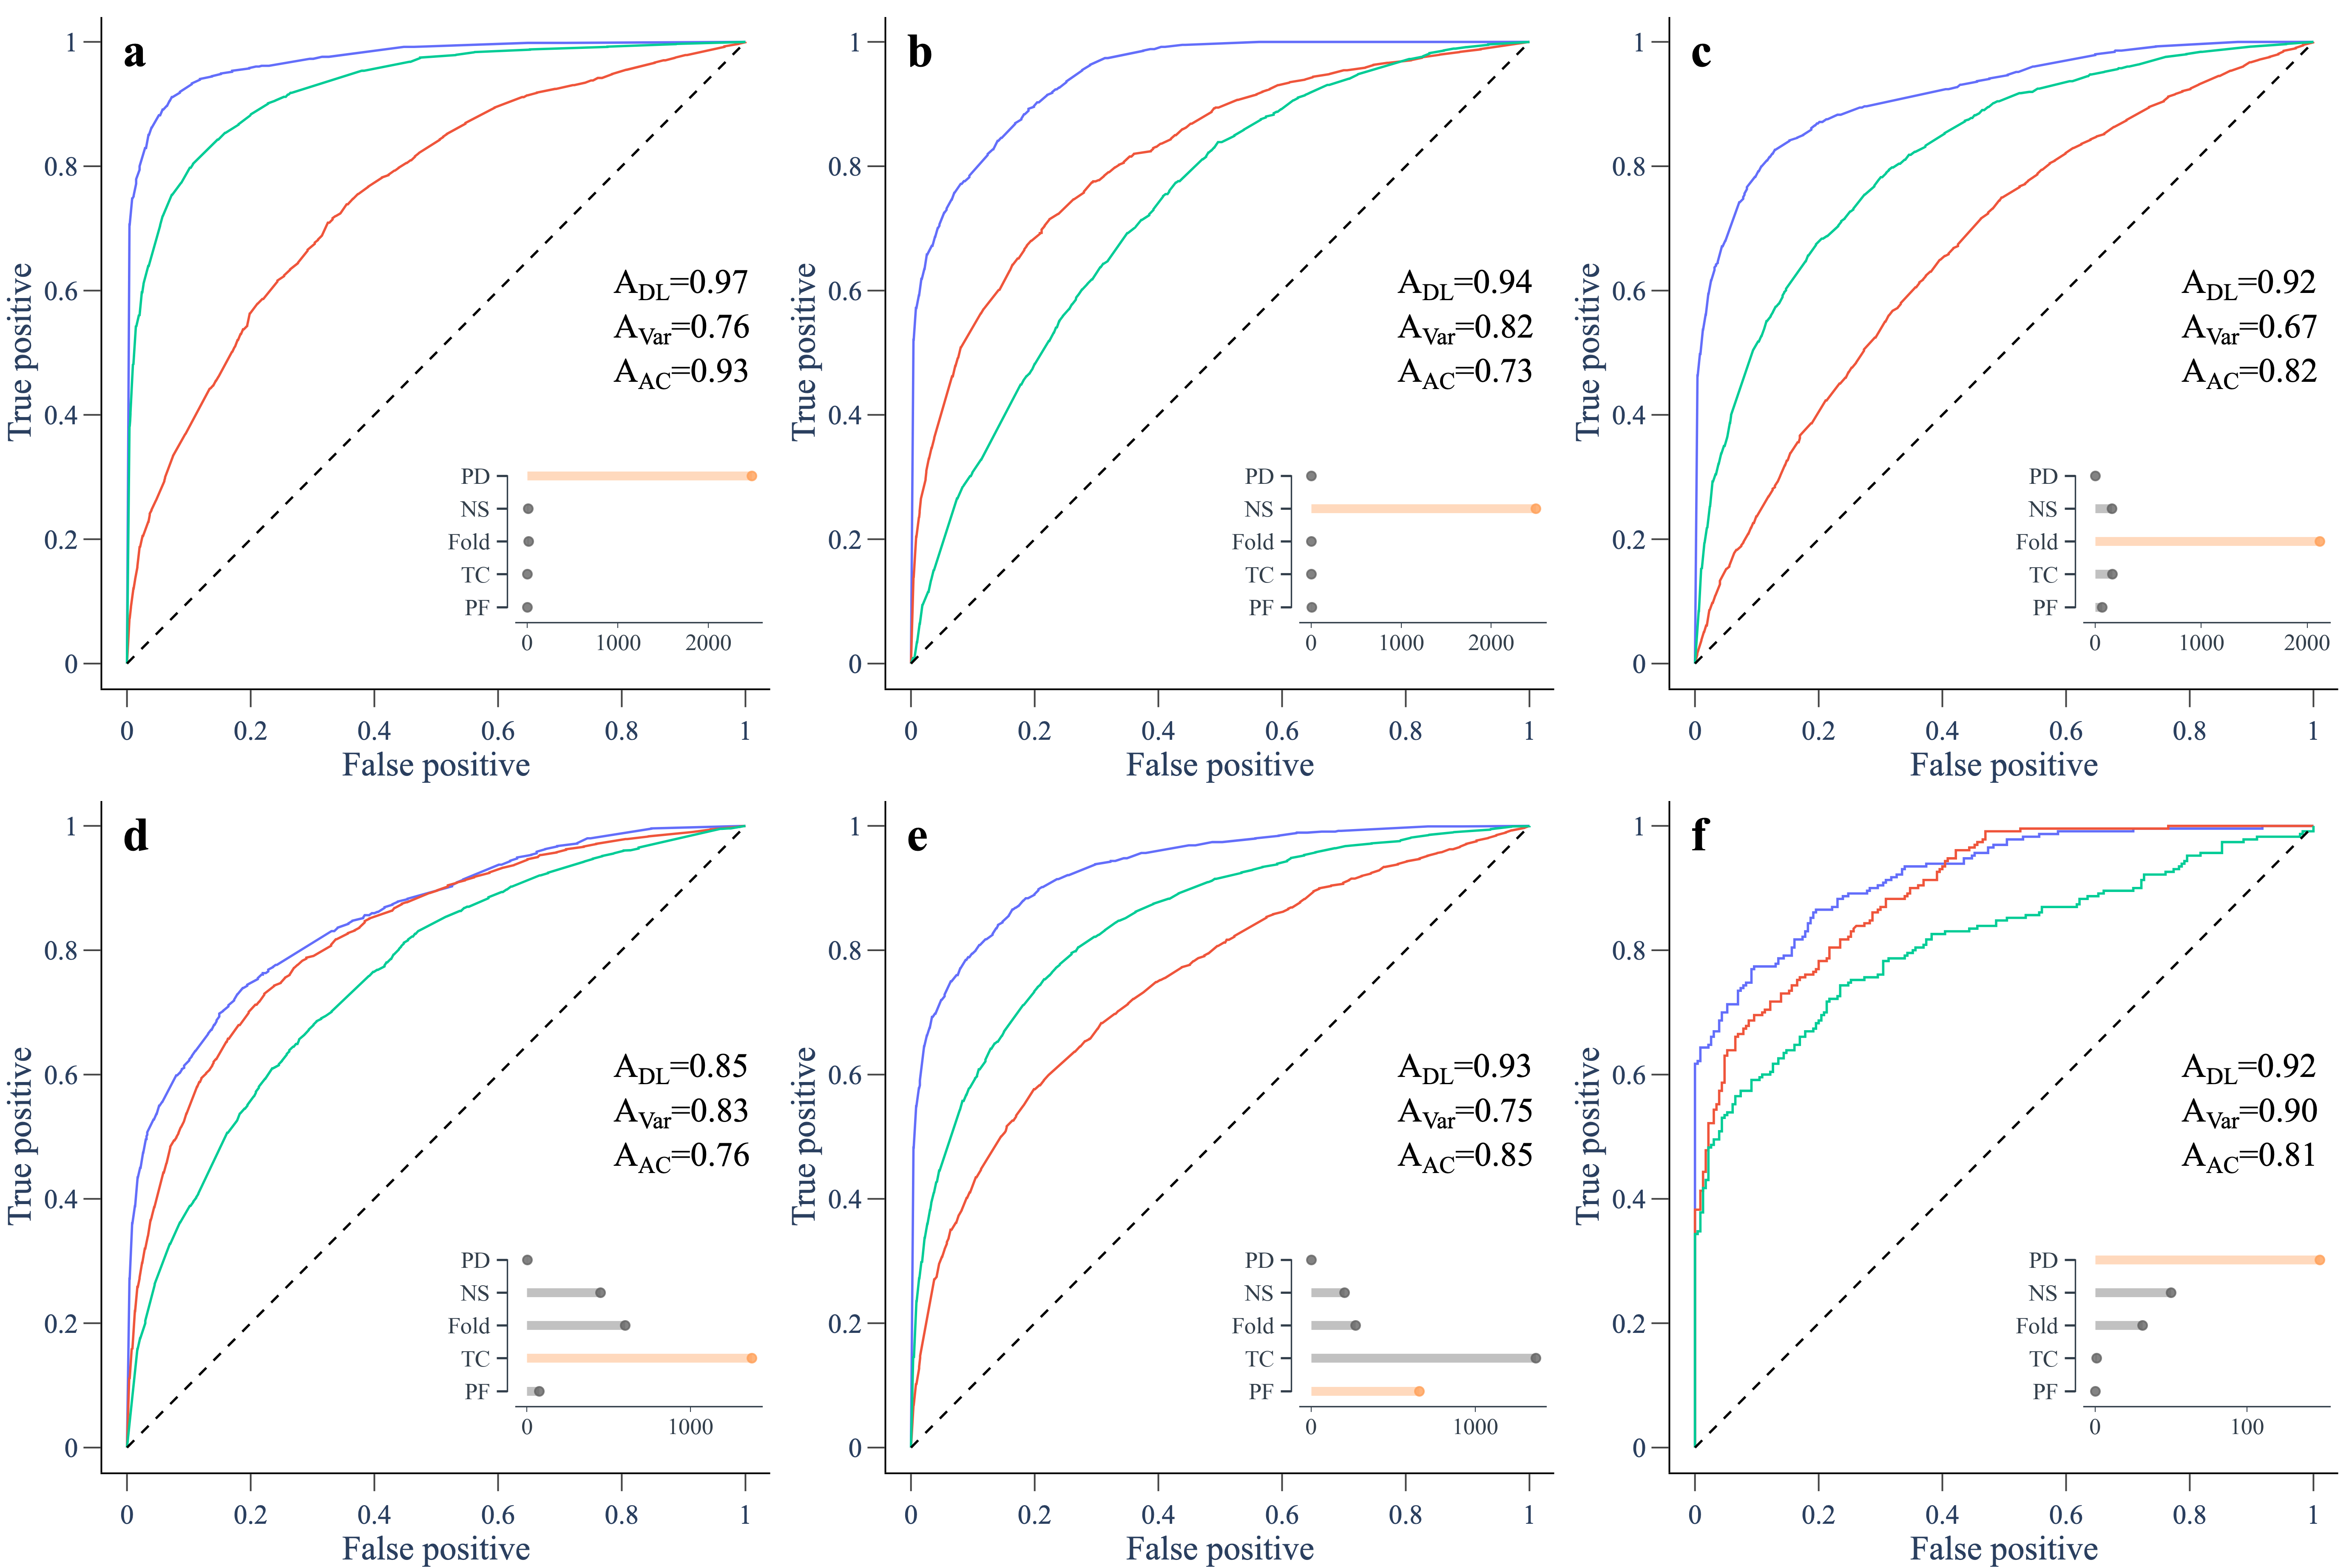 a
1
0.8
0.6
0.4
0.2
0
True positive
A_DL=0.97
A_Var=0.76
A_AC=0.93
PD
NS
Fold
TC
PF
0 1000 2000
0 0.2 0.4 0.6 0.8 1
False positive
b
1
0.8
0.6
0.4
0.2
0
True positive
A_DL=0.94
A_Var=0.82
A_AC=0.73
PD
NS
Fold
TC
PF
0 1000 2000
0 0.2 0.4 0.6 0.8 1
False positive
c
1
0.8
0.6
0.4
0.2
0
True positive
A_DL=0.92
A_Var=0.67
A_AC=0.82
PD
NS
Fold
TC
PF
0 1000 2000
0 0.2 0.4 0.6 0.8 1
False positive
d
1
0.8
0.6
0.4
0.2
0
True positive
A_DL=0.85
A_Var=0.83
A_AC=0.76
PD
NS
Fold
TC
PF
0 1000
0 0.2 0.4 0.6 0.8 1
False positive
e
1
0.8
0.6
0.4
0.2
0
True positive
A_DL=0.93
A_Var=0.75
A_AC=0.85
PD
NS
Fold
TC
PF
0 1000
0 0.2 0.4 0.6 0.8 1
False positive
f
1
0.8
0.6
0.4
0.2
0
True positive
A_DL=0.92
A_Var=0.90
A_AC=0.81
PD
NS
Fold
TC
PF
0 100
0 0.2 0.4 0.6 0.8 1
False positive